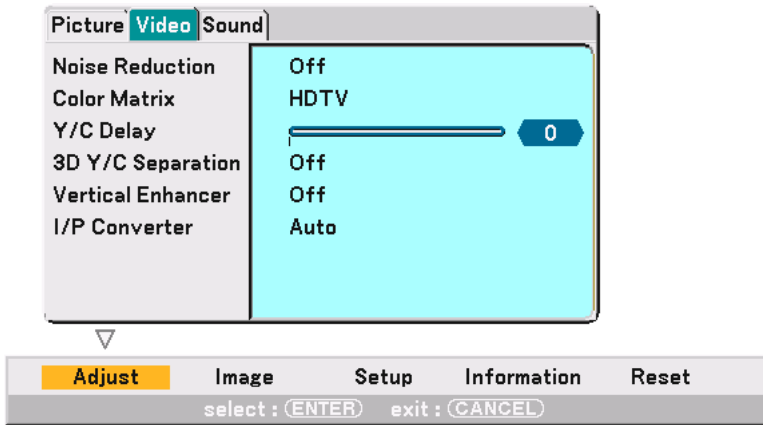 Picture Video Sound
Noise Reduction Off
Color Matrix HDTV
Y/C Delay 0
3D Y/C Separation Off
Vertical Enhancer Off
I/P Converter Auto
Adjust Image Setup Information Reset
select : ENTER exit : CANCEL